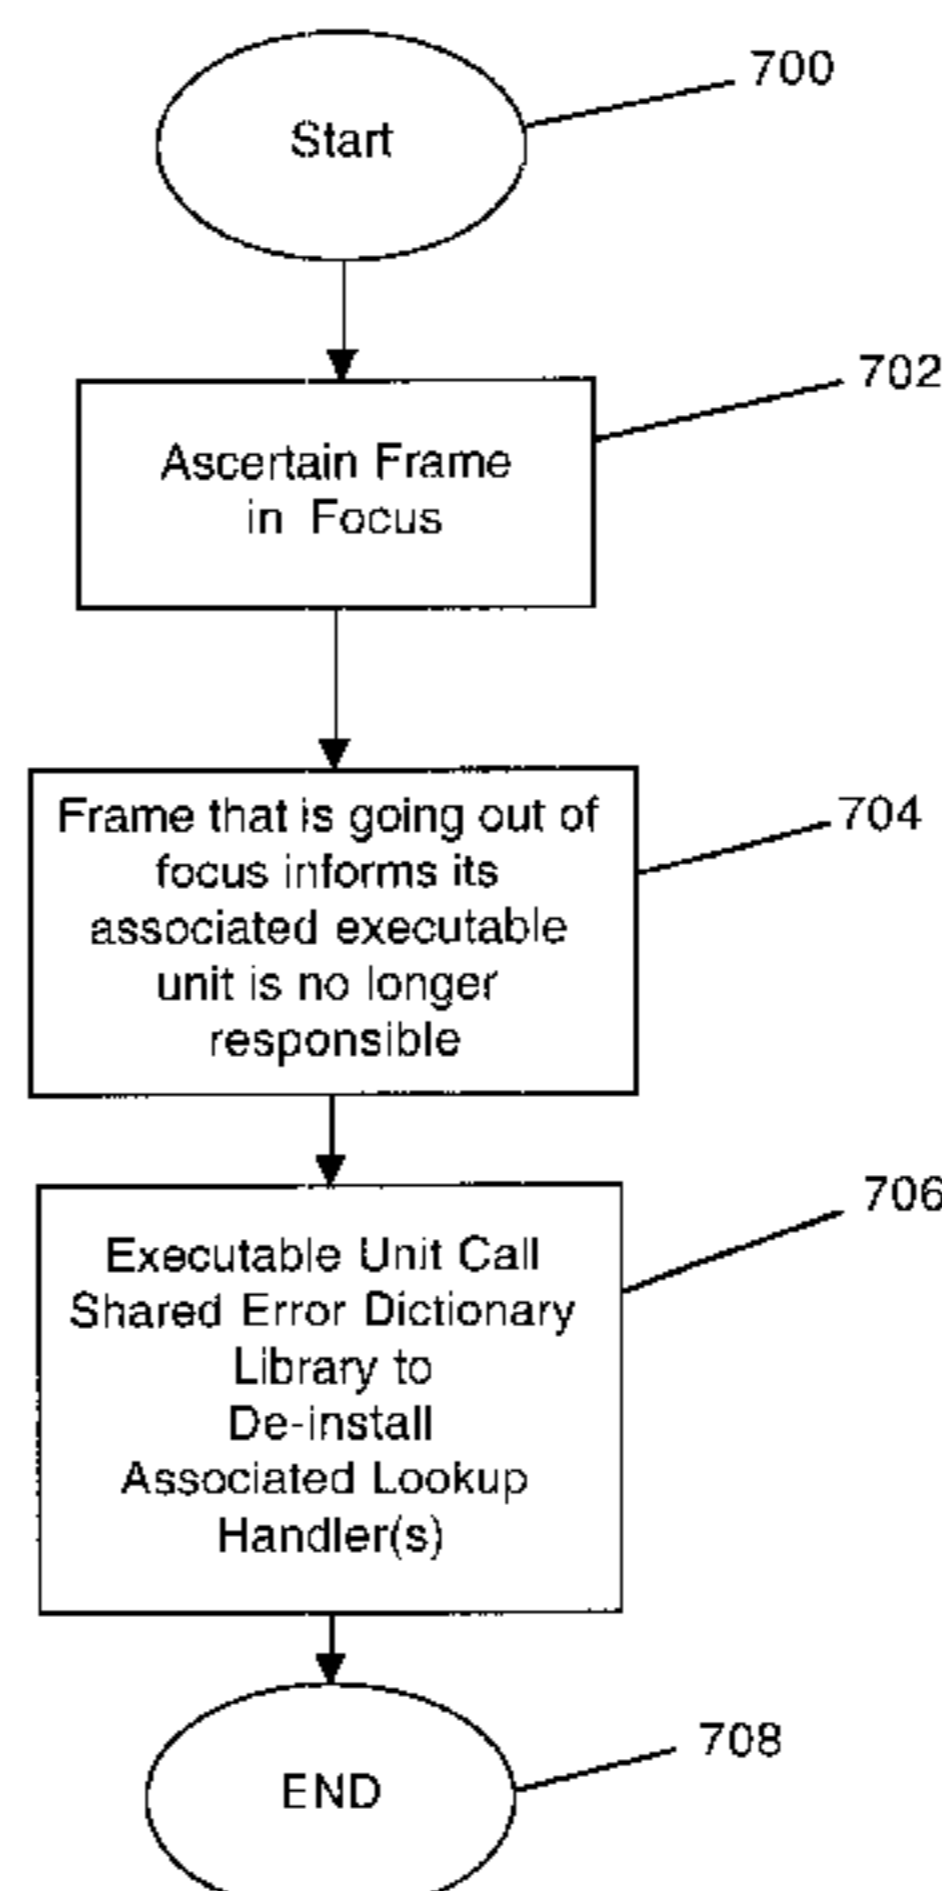 Start
700
Ascertain Frame
in Focus
702
Frame that is going out of
focus informs its
associated executable
unit is no longer
responsible
704
Executable Unit Call
Shared Error Dictionary
Library to
De-install
Associated Lookup
Handler(s)
706
END
708